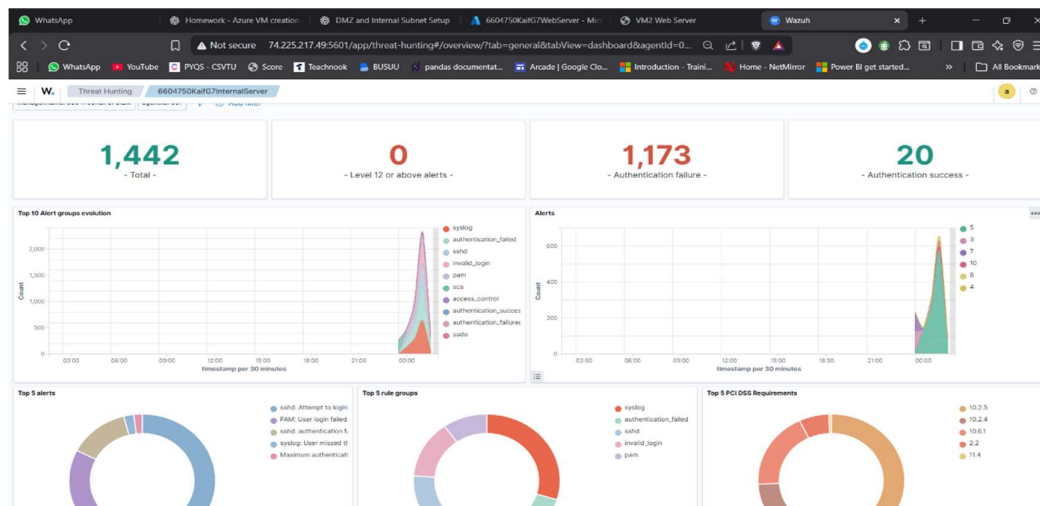 WhatsApp Homework - Azure VM creation DMZ and Internal Subnet Setup 6604750KaifG7WebServer - Mic VM2 Web Server Wazuh
Not secure 74.225.217.49:5601/app/threat-hunting#/overview/?tab=general&tabView=dashboard&agentId=0...
WhatsApp YouTube PYQS - CSVTU Score Teachnook BUSUU pandas documentat... Arcade | Google Clo... Introduction - Traini... Home - NetMirror Power BI get started... » All Bookmark
W. Threat Hunting 6604750KaifG7InternalServer a
Add filter
1,442
- Total -
0
- Level 12 or above alerts -
1,173
- Authentication failure -
20
- Authentication success -
Top 10 Alert groups evolution
Count
2,000
1,500
1,000
500
0
03:00 06:00 09:00 12:00 15:00 18:00 21:00 00:00
timestamp per 30 minutes
syslog
authentication_failed
sshd
invalid_login
pam
sca
access_control
authentication_succes
authentication_failures
sudo
Alerts
Count
600
400
200
0
03:00 06:00 09:00 12:00 15:00 18:00 21:00 00:00
timestamp per 30 minutes
5
3
7
10
6
4
Top 5 alerts
sshd: Attempt to login
PAM: User login failed
sshd: authentication f
syslog: User missed th
Maximum authenticati
Top 5 rule groups
syslog
authentication_failed
sshd
invalid_login
pam
Top 5 PCI DSS Requirements
10.2.5
10.2.4
10.6.1
2.2
11.4